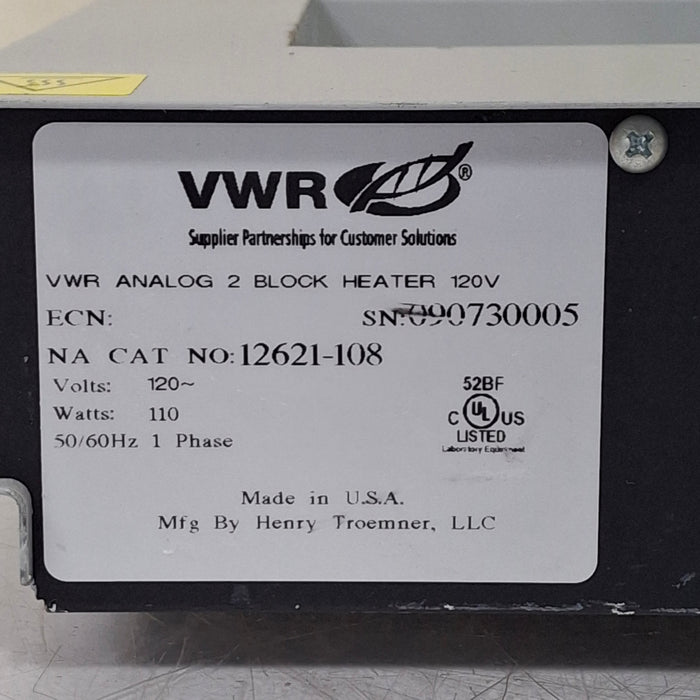 VWR®
Supplier Partnerships for Customer Solutions
VWR ANALOG 2 BLOCK HEATER 120V
ECN: SN:090730005
NA CAT NO:12621-108
Volts: 120~
Watts: 110
50/60Hz 1 Phase
52BF
C UL US
LISTED
Laboratory Equipment
Made in U.S.A.
Mfg By Henry Troemner, LLC